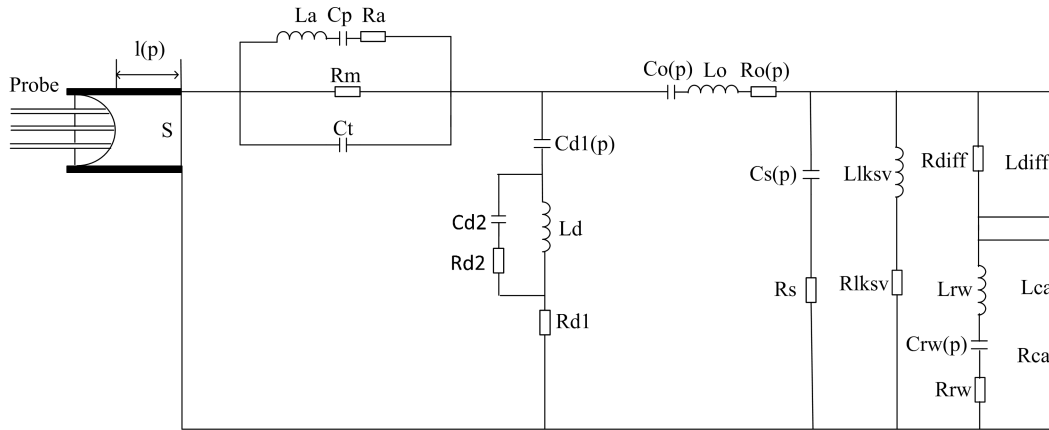 La Cp Ra
l(p)
Probe
Rm
Co(p) Lo Ro(p)
S
Ct
Cd1(p)
Rdiff Ldiff
Cs(p) Llksv
Cd2 Ld
Rd2
Rs Rlksv Lrw Lca
Rd1
Crw(p) Rca
Rrw